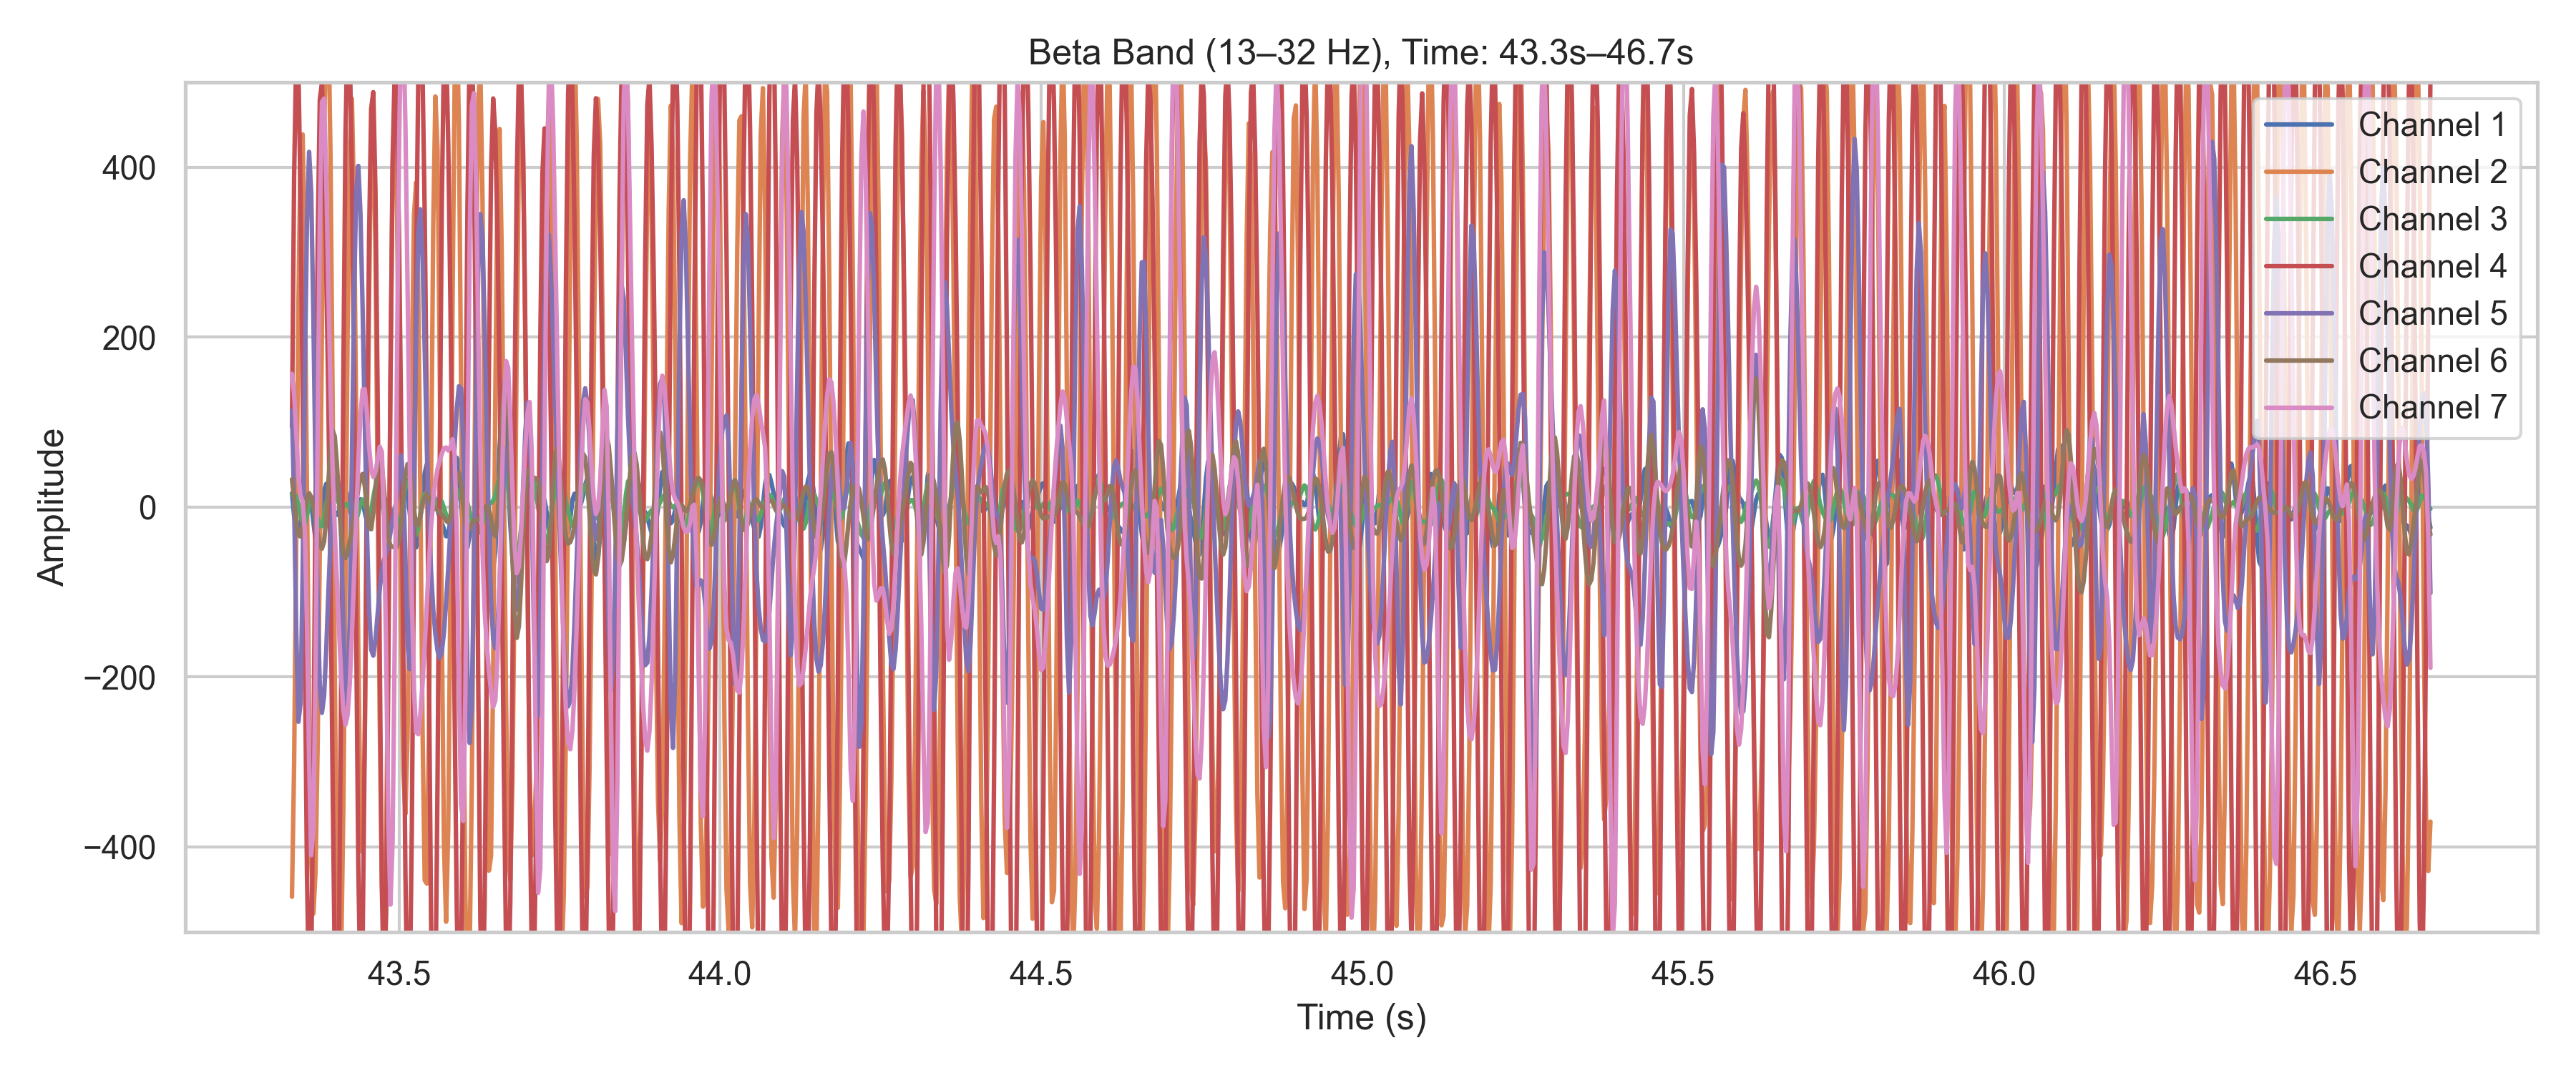 Beta Band (13–32 Hz), Time: 43.3s–46.7s
Amplitude
400
200
0
−200
−400
43.5
44.0
44.5
45.0
45.5
46.0
46.5
Time (s)
Channel 1
Channel 2
Channel 3
Channel 4
Channel 5
Channel 6
Channel 7